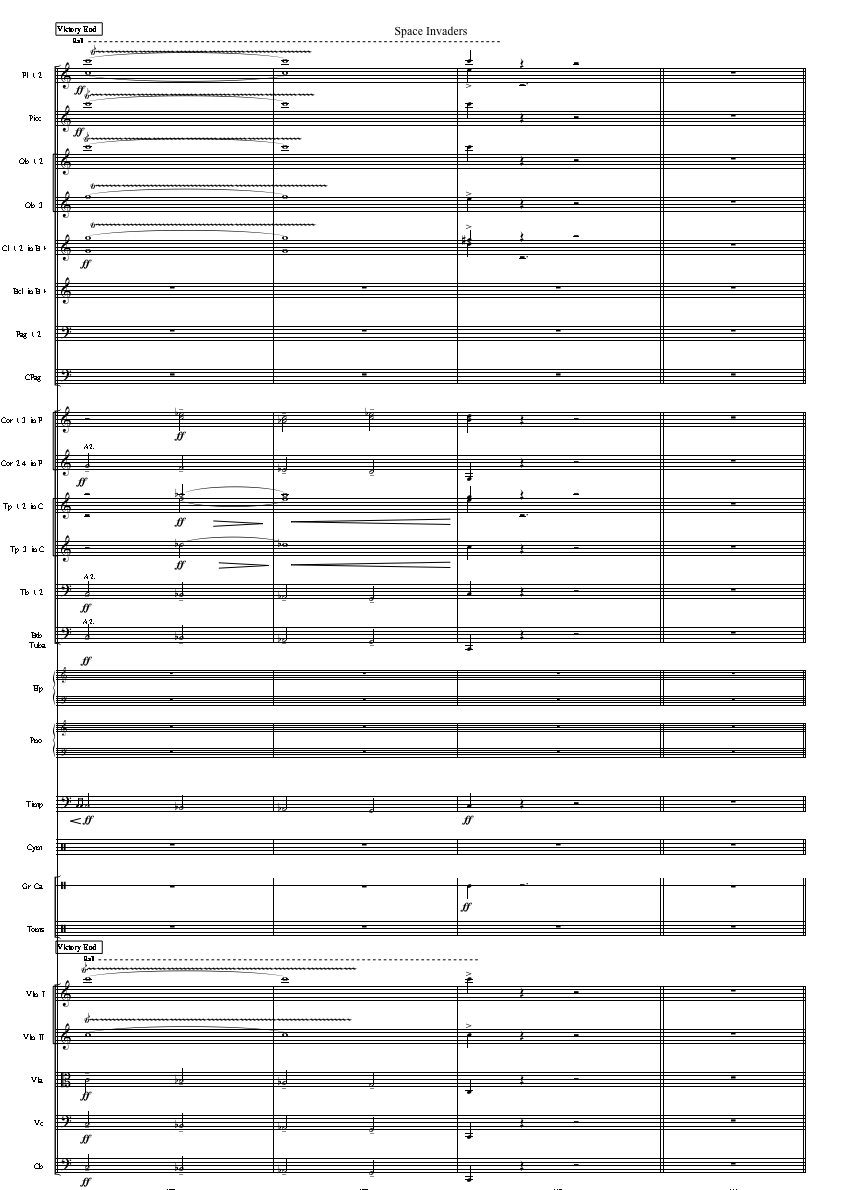 Victory End
Space Invaders
Rall
Fl 1 2
ff
Picc
ff
Ob 1 2
Ob 3
Cl 1 2 in B♭
ff
Bcl in B♭
Fag 1 2
CFag
Cor 1 3 in F
ff
A2.
Cor 2 4 in F
ff
Tp 1 2 in C
ff
Tp 3 in C
ff
A2.
Tb 1 2
ff
A2.
Btb
Tuba
ff
Hp
Pno
Timp
ff ff
Cym
Gr Ca
ff
Toms
Victory End
Rall
Vln I
Vln II
Vla
ff
Vc
ff
Cb
ff